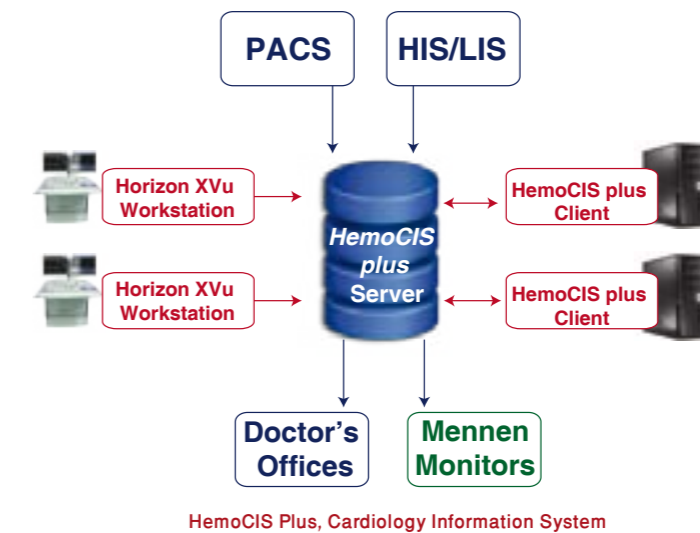 PACS
HIS/LIS
Horizon XVu
Workstation
HemoCIS
plus
Server
HemoCIS plus
Client
Horizon XVu
Workstation
HemoCIS plus
Client
Doctor's
Offices
Mennen
Monitors
HemoCIS Plus, Cardiology Information System